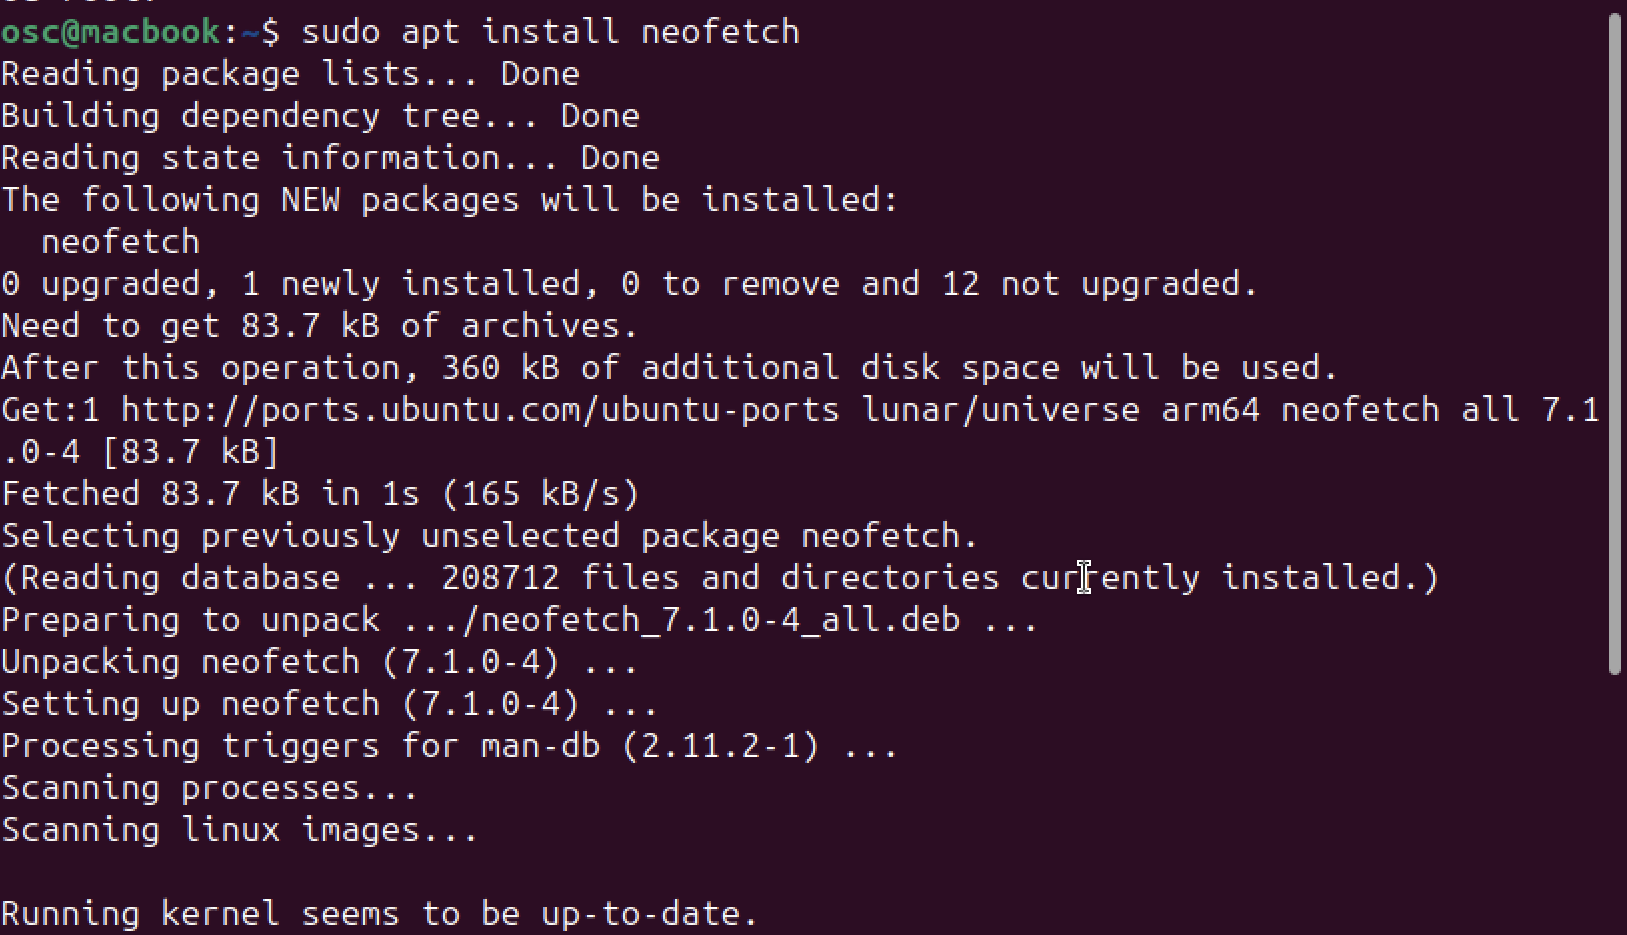 osc@macbook:~$ sudo apt install neofetch
Reading package lists... Done
Building dependency tree... Done
Reading state information... Done
The following NEW packages will be installed:
  neofetch
0 upgraded, 1 newly installed, 0 to remove and 12 not upgraded.
Need to get 83.7 kB of archives.
After this operation, 360 kB of additional disk space will be used.
Get:1 http://ports.ubuntu.com/ubuntu-ports lunar/universe arm64 neofetch all 7.1
.0-4 [83.7 kB]
Fetched 83.7 kB in 1s (165 kB/s)
Selecting previously unselected package neofetch.
(Reading database ... 208712 files and directories currently installed.)
Preparing to unpack .../neofetch_7.1.0-4_all.deb ...
Unpacking neofetch (7.1.0-4) ...
Setting up neofetch (7.1.0-4) ...
Processing triggers for man-db (2.11.2-1) ...
Scanning processes...
Scanning linux images...

Running kernel seems to be up-to-date.